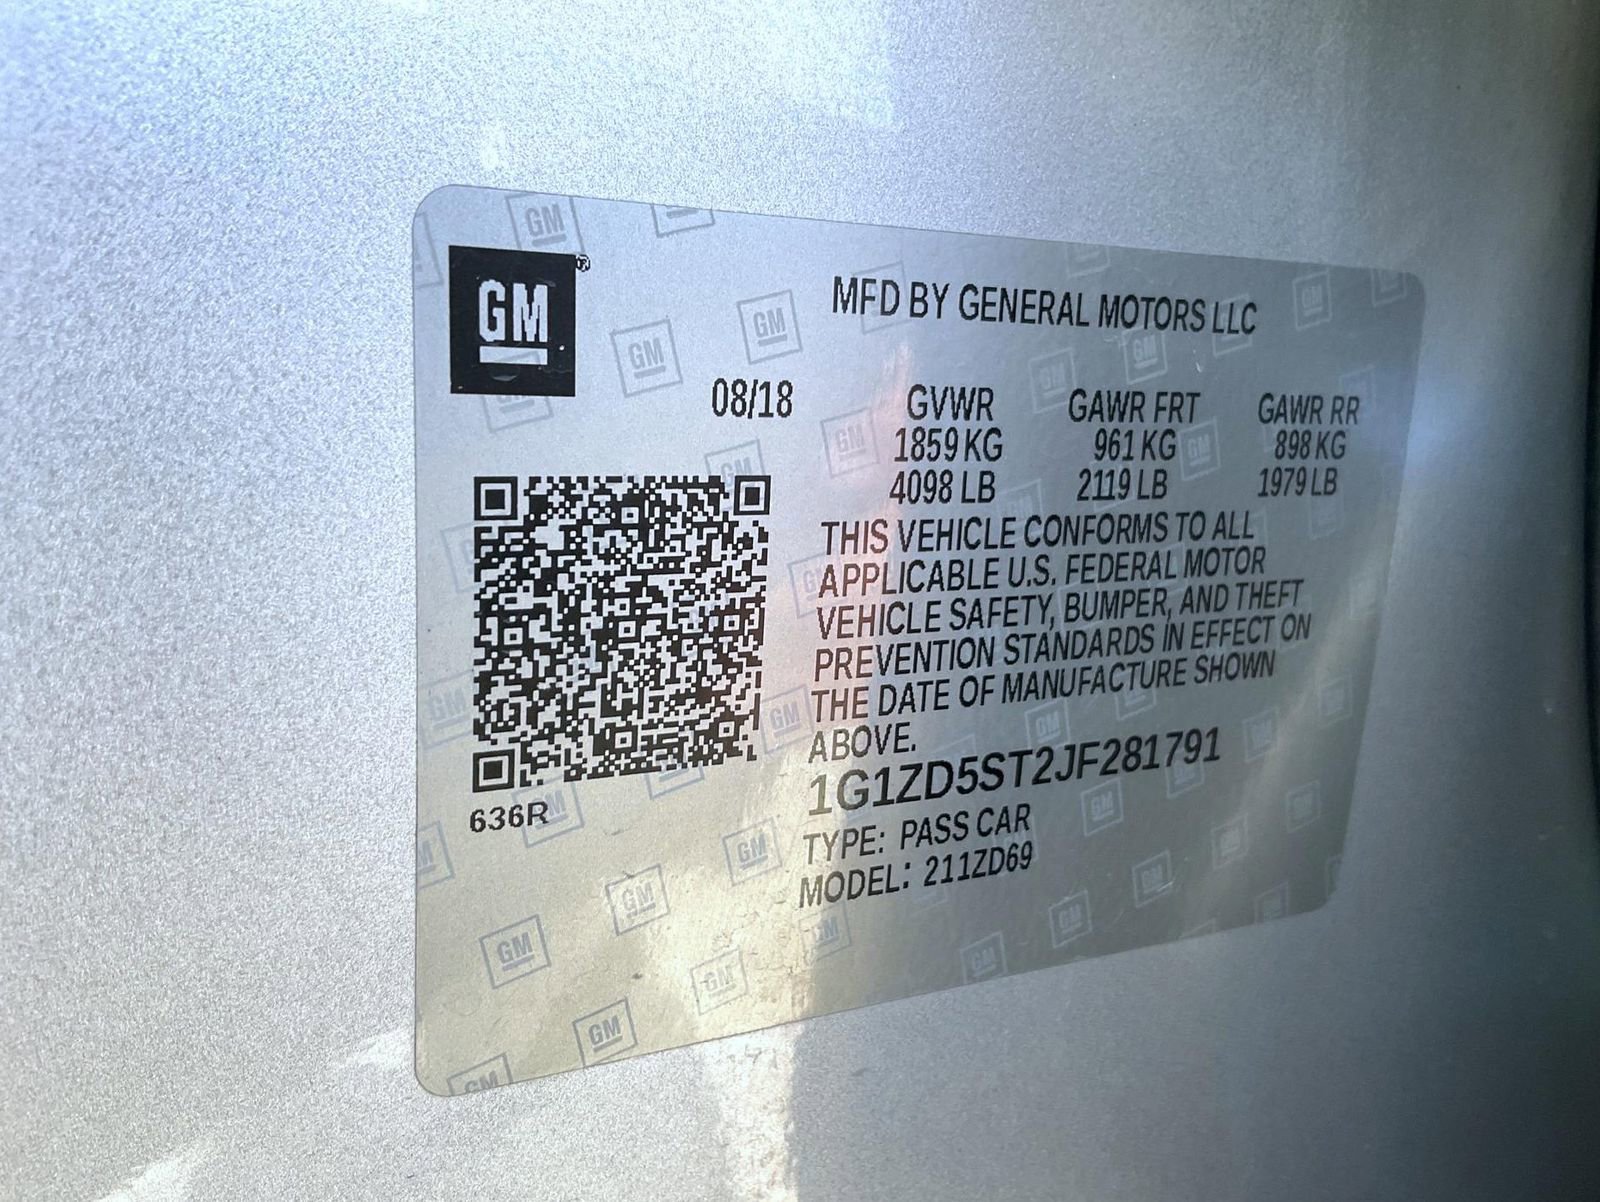 GM®
MFD BY GENERAL MOTORS LLC
08/18
GVWR GAWR FRT GAWR RR
1859 KG 961 KG 898 KG
4098 LB 2119 LB 1979 LB
THIS VEHICLE CONFORMS TO ALL
APPLICABLE U.S. FEDERAL MOTOR
VEHICLE SAFETY, BUMPER, AND THEFT
PREVENTION STANDARDS IN EFFECT ON
THE DATE OF MANUFACTURE SHOWN
ABOVE.
1G1ZD5ST2JF281791
TYPE: PASS CAR
MODEL: 211ZD69
636R